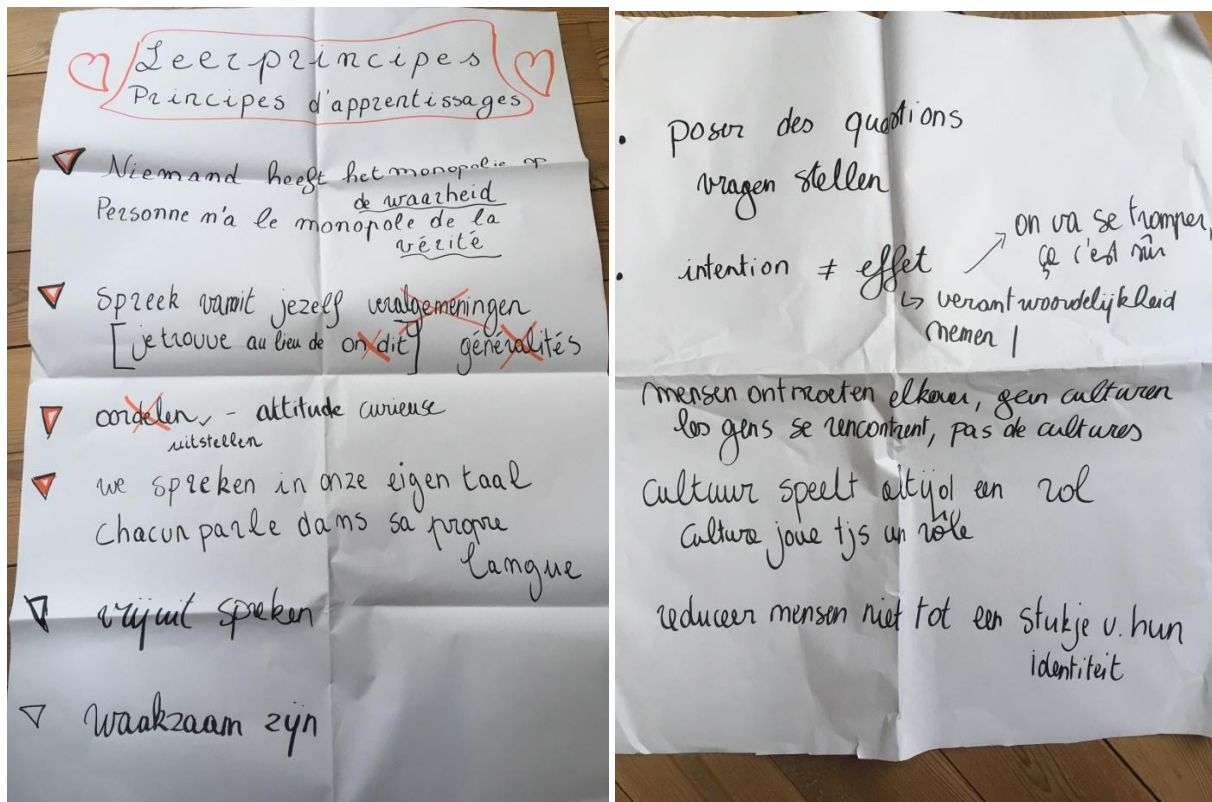 Leerprincipes
Principes d'apprentissages
Niemand heeft het monopolie op
de waarheid
Personne n'a le monopole de la
vérité
Spreek vanuit jezelf veralgemeningen
[je trouve au lieu de on dit] généralités
oordelen - attitude curieuse
uitstellen
we spreken in onze eigen taal
Chacun parle dans sa propre
langue
vrijuit spreken
waakzaam zijn
• poser des questions
vragen stellen
• intention ≠ effet → on va se tromper,
ça c'est sûr
↳ verantwoordelijkheid
nemen !
mensen ontmoeten elkaar, geen culturen
les gens se rencontrent, pas de cultures
cultuur speelt altijd een rol
culture joue tjs un rôle
reduceer mensen niet tot een stukje v. hun
identiteit